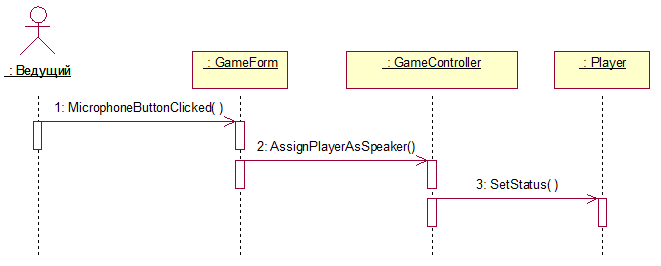 : Ведущий
: GameForm
: GameController
: Player
1: MicrophoneButtonClicked( )
2: AssignPlayerAsSpeaker()
3: SetStatus( )